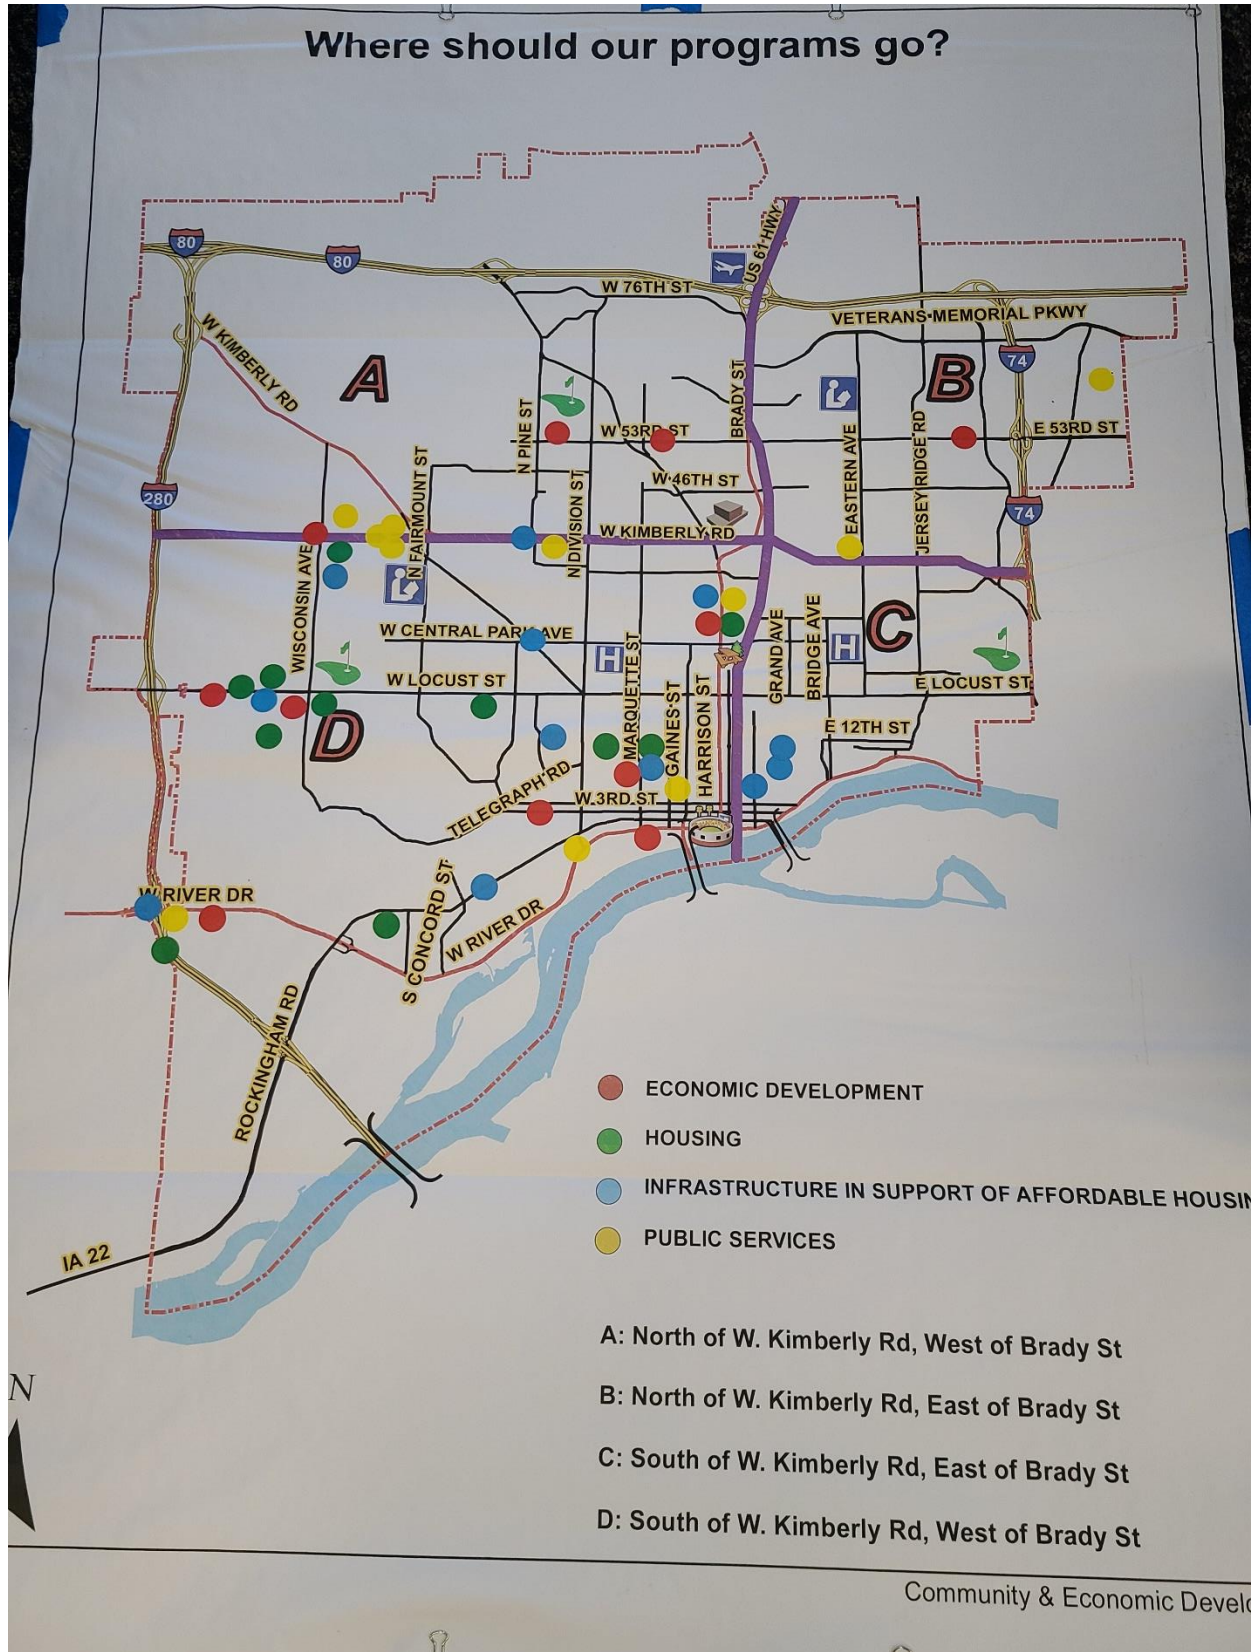 Where should our programs go?
US 61 HWY
80
80
W 76TH ST
VETERANS MEMORIAL PKWY
W KIMBERLY RD
A
B
74
BRADY ST
N PINE ST
W 53RD ST
E 53RD ST
EASTERN AVE
JERSEY RIDGE RD
N FAIRMOUNT ST
W 46TH ST
N DIVISION ST
280
74
W KIMBERLY RD
WISCONSIN AVE
W CENTRAL PARK AVE
H
MARQUETTE ST
GRAND AVE
BRIDGE AVE
H
C
W LOCUST ST
GAINES ST
HARRISON ST
E LOCUST ST
D
E 12TH ST
TELEGRAPH RD
W 3RD ST
W RIVER DR
S CONCORD ST
W RIVER DR
ROCKINGHAM RD
IA 22
ECONOMIC DEVELOPMENT
HOUSING
INFRASTRUCTURE IN SUPPORT OF AFFORDABLE HOUSIN
PUBLIC SERVICES
A: North of W. Kimberly Rd, West of Brady St
B: North of W. Kimberly Rd, East of Brady St
C: South of W. Kimberly Rd, East of Brady St
D: South of W. Kimberly Rd, West of Brady St
N
Community & Economic Develo